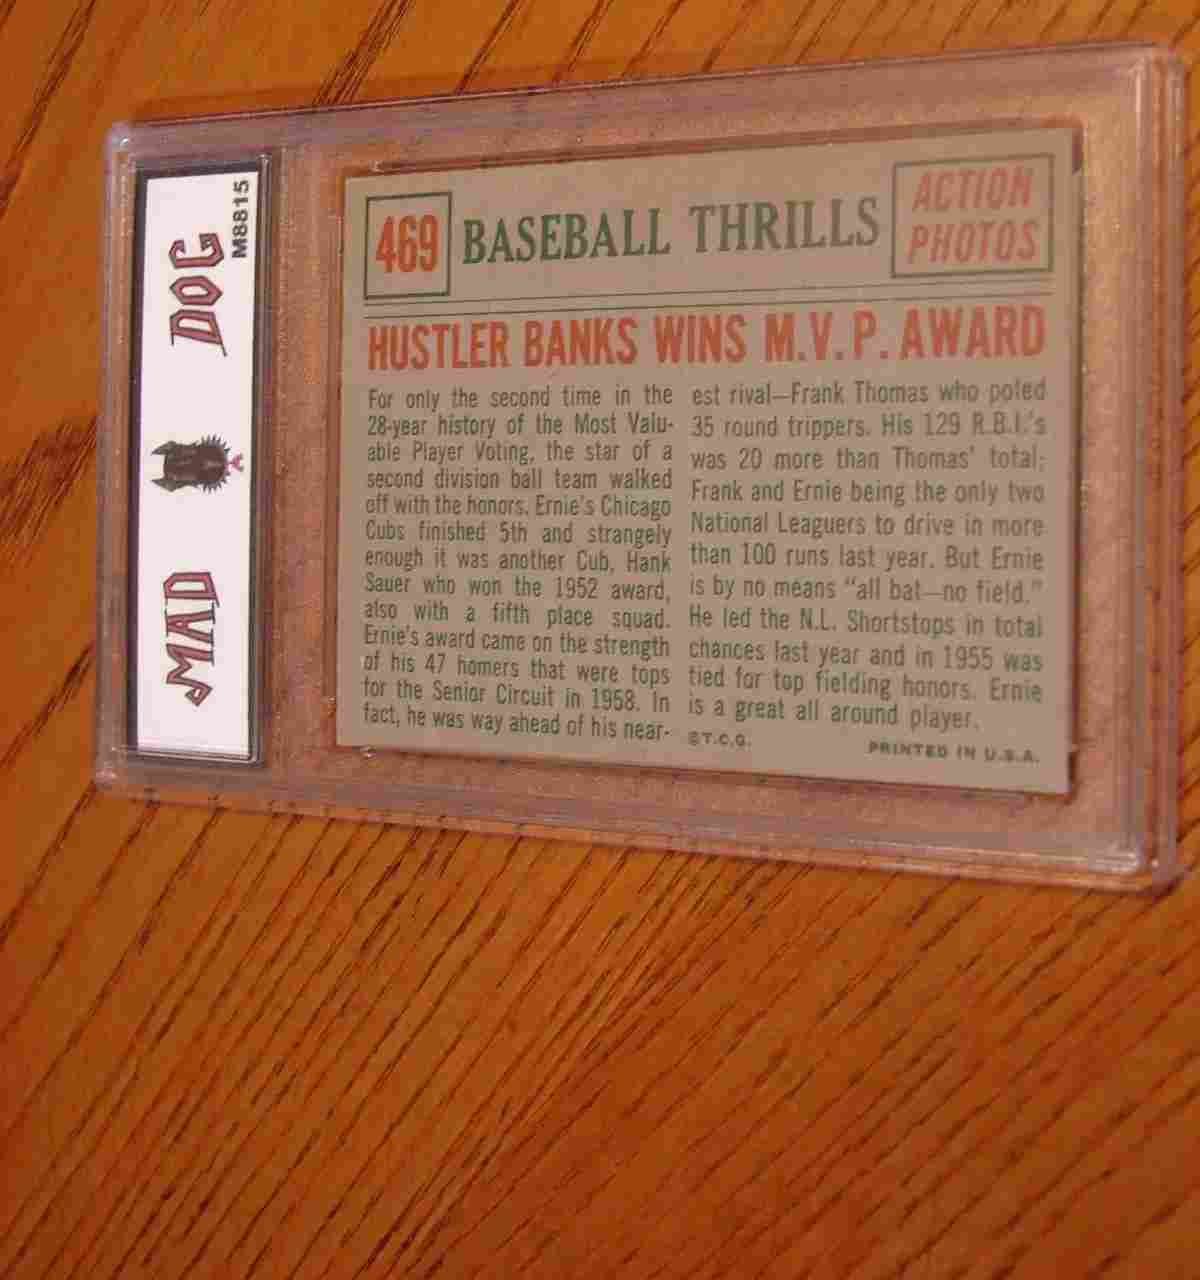 MAD DOG
M8815
469
BASEBALL THRILLS
ACTION
PHOTOS
HUSTLER BANKS WINS M.V.P. AWARD
For only the second time in the
28-year history of the Most Valu-
able Player Voting, the star of a
second division ball team walked
off with the honors. Ernie's Chicago
Cubs finished 5th and strangely
enough it was another Cub, Hank
Sauer who won the 1952 award,
also with a fifth place squad.
Ernie's award came on the strength
of his 47 homers that were tops
for the Senior Circuit in 1958. In
fact, he was way ahead of his near-
est rival—Frank Thomas who poled
35 round trippers. His 129 R.B.I.'s
was 20 more than Thomas' total;
Frank and Ernie being the only two
National Leaguers to drive in more
than 100 runs last year. But Ernie
is by no means "all bat—no field."
He led the N.L. Shortstops in total
chances last year and in 1955 was
tied for top fielding honors. Ernie
is a great all around player.
©T.C.G.
PRINTED IN U.S.A.